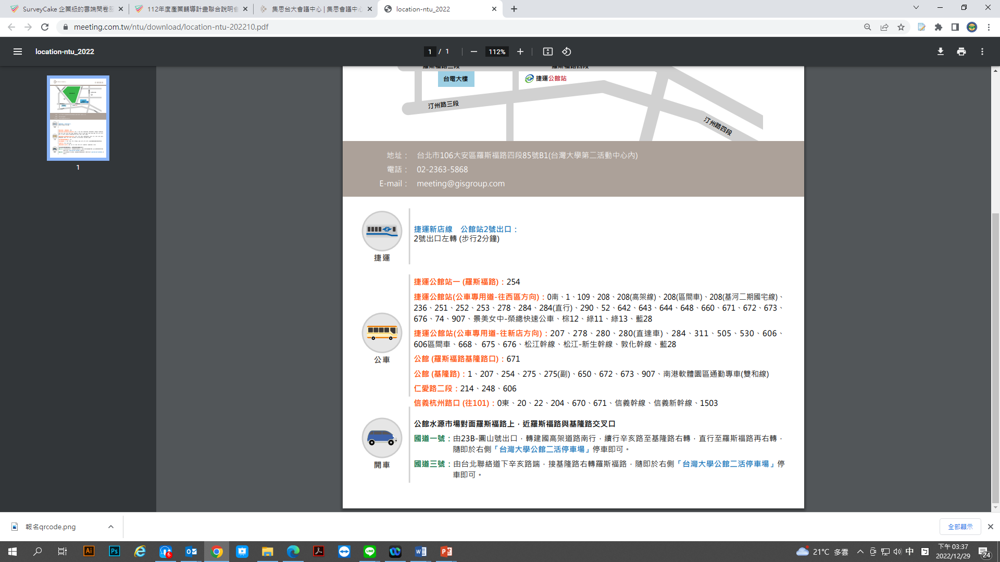 SurveyCake 企業級的雲端問卷服
112年度產業輔導計畫聯合說明會
集思台大會議中心 | 集思會議中心
location-ntu_2022
meeting.com.tw/ntu/download/location-ntu-202210.pdf
location-ntu_2022
1 / 1
112%
1
羅斯福路三段
羅斯福路四段
台電大樓
捷運公館站
汀州路三段
汀州路四段
地址： 台北市106大安區羅斯福路四段85號B1(台灣大學第二活動中心內)
電話： 02-2363-5868
E-mail： meeting@gisgroup.com
捷運新店線 公館站2號出口：
2號出口左轉 (步行2分鐘)
捷運
捷運公館站一 (羅斯福路)：254
捷運公館站(公車專用道-往西區方向)：0南、1、109、208、208(高架線)、208(區間車)、208(基河二期國宅線)、
236、251、252、253、278、284、284(直行)、290、52、642、643、644、648、660、671、672、673、
676、74、907、景美女中-榮總快速公車、棕12、綠11、綠13、藍28
捷運公館站(公車專用道-往新店方向)：207、278、280、280(直達車)、284、311、505、530、606、
606區間車、668、 675、676、松江幹線、松江-新生幹線、敦化幹線、藍28
公車
公館 (羅斯福路基隆路口)：671
公館 (基隆路)：1、207、254、275、275(副)、650、672、673、907、南港軟體園區通勤專車(雙和線)
仁愛路二段：214、248、606
信義杭州路口 (往101)：0東、20、22、204、670、671、信義幹線、信義新幹線、1503
公館水源市場對面羅斯福路上，近羅斯福路與基隆路交叉口
國道一號：由23B-圓山號出口，轉建國高架道路南行，續行辛亥路至基隆路右轉，直行至羅斯福路再右轉，
隨即於右側「台灣大學公館二活停車場」停車即可。
開車
國道三號：由台北聯絡道下辛亥路端，接基隆路右轉羅斯福路，隨即於右側「台灣大學公館二活停車場」停
車即可。
報名qrcode.png
全部顯示
Ai
Ps
6
21°C 多雲
中
下午 03:37
2022/12/29
24